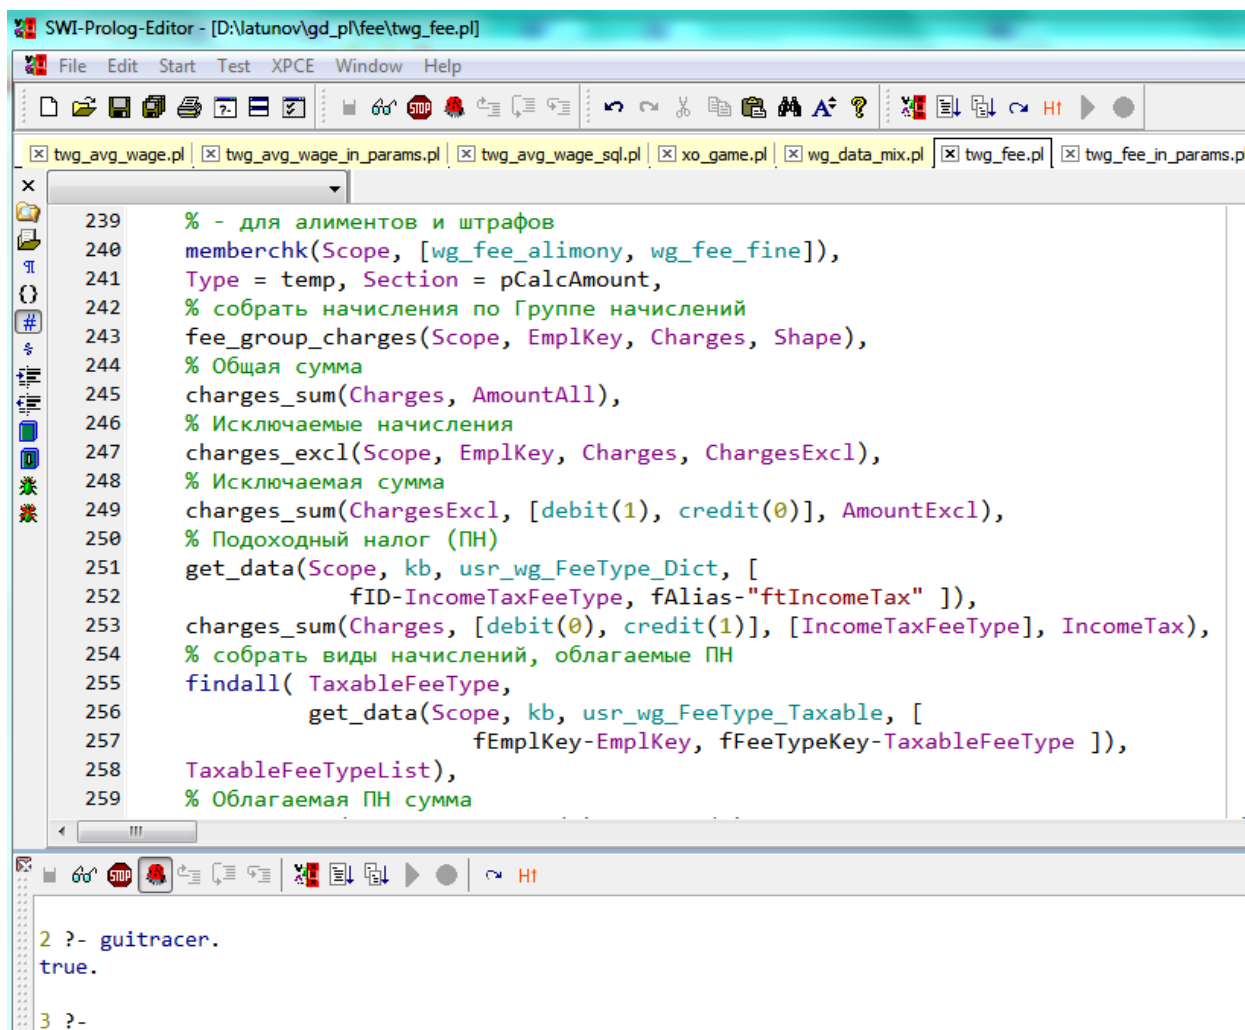 SWI-Prolog-Editor - [D:\latunov\gd_pl\fee\twg_fee.pl]
File Edit Start Test XPCE Window Help
twg_avg_wage.pl twg_avg_wage_in_params.pl twg_avg_wage_sql.pl xo_game.pl wg_data_mix.pl twg_fee.pl twg_fee_in_params.p
239 % - для алиментов и штрафов
240 memberchk(Scope, [wg_fee_alimony, wg_fee_fine]),
241 Type = temp, Section = pCalcAmount,
242 % собрать начисления по Группе начислений
243 fee_group_charges(Scope, EmplKey, Charges, Shape),
244 % Общая сумма
245 charges_sum(Charges, AmountAll),
246 % Исключаемые начисления
247 charges_excl(Scope, EmplKey, Charges, ChargesExcl),
248 % Исключаемая сумма
249 charges_sum(ChargesExcl, [debit(1), credit(0)], AmountExcl),
250 % Подоходный налог (ПН)
251 get_data(Scope, kb, usr_wg_FeeType_Dict, [
252 fID-IncomeTaxFeeType, fAlias-"ftIncomeTax" ]),
253 charges_sum(Charges, [debit(0), credit(1)], [IncomeTaxFeeType], IncomeTax),
254 % собрать виды начислений, облагаемые ПН
255 findall( TaxableFeeType,
256 get_data(Scope, kb, usr_wg_FeeType_Taxable, [
257 fEmplKey-EmplKey, fFeeTypeKey-TaxableFeeType ]),
258 TaxableFeeTypeList),
259 % Облагаемая ПН сумма
2 ?- guitracer.
true.
3 ?-